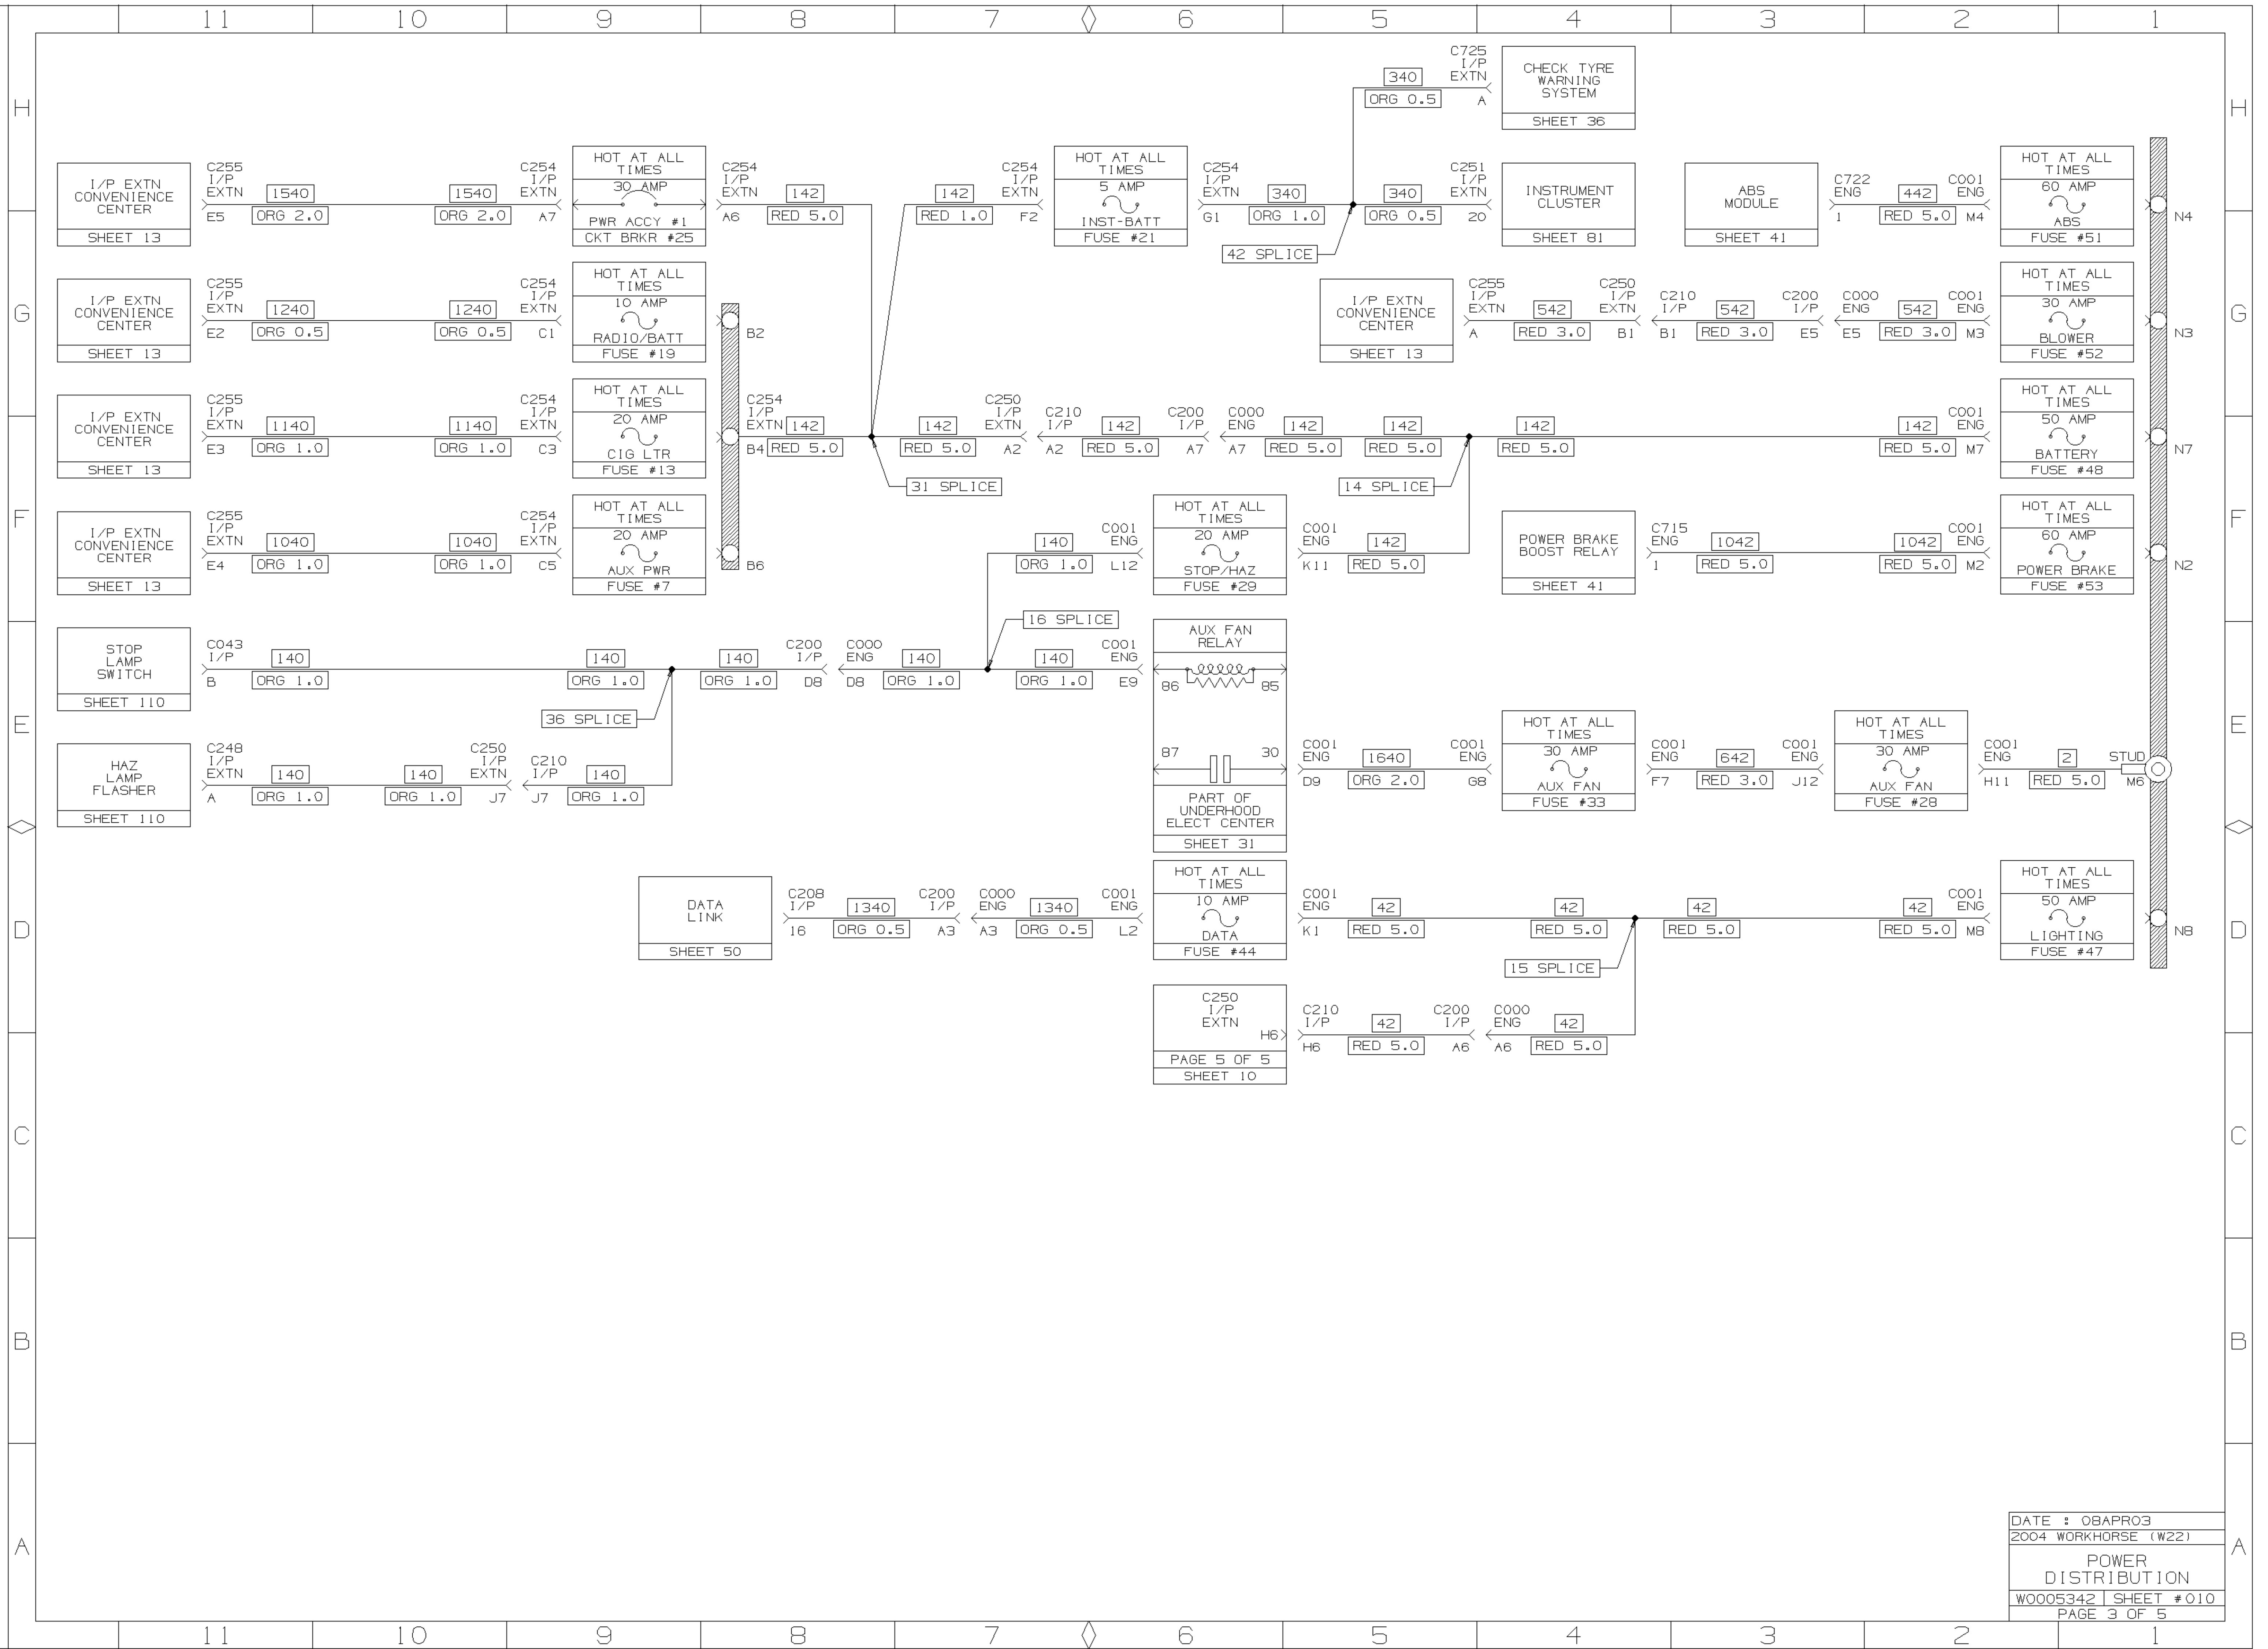 11 10 9 8 7 6 5 4 3 2 1
H
G
F
E
D
C
B
A
C725
I/P
EXTN
A
340
ORG 0.5
CHECK TYRE
WARNING
SYSTEM
SHEET 36
I/P EXTN
CONVENIENCE
CENTER
SHEET 13
C255
I/P
EXTN
E5
1540
ORG 2.0
1540
ORG 2.0
C254
I/P
EXTN
A7
HOT AT ALL
TIMES
30 AMP
PWR ACCY #1
CKT BRKR #25
C254
I/P
EXTN
A6
142
RED 5.0
142
RED 1.0
C254
I/P
EXTN
F2
HOT AT ALL
TIMES
5 AMP
INST-BATT
FUSE #21
C254
I/P
EXTN
G1
340
ORG 1.0
42 SPLICE
340
ORG 0.5
C251
I/P
EXTN
20
INSTRUMENT
CLUSTER
SHEET 81
ABS
MODULE
SHEET 41
C722
ENG
1
442
RED 5.0
C001
ENG
M4
HOT AT ALL
TIMES
60 AMP
ABS
FUSE #51
N4
I/P EXTN
CONVENIENCE
CENTER
SHEET 13
C255
I/P
EXTN
E2
1240
ORG 0.5
1240
ORG 0.5
C254
I/P
EXTN
C1
HOT AT ALL
TIMES
10 AMP
RADIO/BATT
FUSE #19
B2
I/P EXTN
CONVENIENCE
CENTER
SHEET 13
C255
I/P
EXTN
A
542
RED 3.0
C250
I/P
EXTN
B1
C210
I/P
B1
542
RED 3.0
C200
I/P
E5
C000
ENG
E5
542
RED 3.0
C001
ENG
M3
HOT AT ALL
TIMES
30 AMP
BLOWER
FUSE #52
N3
I/P EXTN
CONVENIENCE
CENTER
SHEET 13
C255
I/P
EXTN
E3
1140
ORG 1.0
1140
ORG 1.0
C254
I/P
EXTN
C3
HOT AT ALL
TIMES
20 AMP
CIG LTR
FUSE #13
C254
I/P
EXTN
B4
142
RED 5.0
31 SPLICE
142
RED 5.0
C250
I/P
EXTN
A2
C210
I/P
A2
142
RED 5.0
C200
I/P
A7
C000
ENG
A7
142
RED 5.0
142
RED 5.0
14 SPLICE
142
RED 5.0
142
RED 5.0
C001
ENG
M7
HOT AT ALL
TIMES
50 AMP
BATTERY
FUSE #48
N7
I/P EXTN
CONVENIENCE
CENTER
SHEET 13
C255
I/P
EXTN
E4
1040
ORG 1.0
1040
ORG 1.0
C254
I/P
EXTN
C5
HOT AT ALL
TIMES
20 AMP
AUX PWR
FUSE #7
B6
140
ORG 1.0
C001
ENG
L12
HOT AT ALL
TIMES
20 AMP
STOP/HAZ
FUSE #29
C001
ENG
K11
142
RED 5.0
POWER BRAKE
BOOST RELAY
SHEET 41
C715
ENG
1
1042
RED 5.0
1042
RED 5.0
C001
ENG
M2
HOT AT ALL
TIMES
60 AMP
POWER BRAKE
FUSE #53
N2
STOP
LAMP
SWITCH
SHEET 110
C043
I/P
B
140
ORG 1.0
140
ORG 1.0
36 SPLICE
140
ORG 1.0
C200
I/P
D8
C000
ENG
D8
140
ORG 1.0
16 SPLICE
140
ORG 1.0
C001
ENG
E9
AUX FAN
RELAY
86
85
87
30
PART OF
UNDERHOOD
ELECT CENTER
SHEET 31
HAZ
LAMP
FLASHER
SHEET 110
C248
I/P
EXTN
A
140
ORG 1.0
140
ORG 1.0
C250
I/P
EXTN
J7
C210
I/P
J7
140
ORG 1.0
C001
ENG
D9
1640
ORG 2.0
C001
ENG
G8
HOT AT ALL
TIMES
30 AMP
AUX FAN
FUSE #33
C001
ENG
F7
642
RED 3.0
C001
ENG
J12
HOT AT ALL
TIMES
30 AMP
AUX FAN
FUSE #28
C001
ENG
H11
2
RED 5.0
STUD
M6
DATA
LINK
SHEET 50
C208
I/P
16
1340
ORG 0.5
C200
I/P
A3
C000
ENG
A3
1340
ORG 0.5
C001
ENG
L2
HOT AT ALL
TIMES
10 AMP
DATA
FUSE #44
C001
ENG
K1
42
RED 5.0
42
RED 5.0
15 SPLICE
42
RED 5.0
42
RED 5.0
C001
ENG
M8
HOT AT ALL
TIMES
50 AMP
LIGHTING
FUSE #47
N8
C250
I/P
EXTN
H6
PAGE 5 OF 5
SHEET 10
C210
I/P
H6
42
RED 5.0
C200
I/P
A6
C000
ENG
A6
42
RED 5.0
DATE : 08APR03
2004 WORKHORSE (W22)
POWER
DISTRIBUTION
W0005342 SHEET #010
PAGE 3 OF 5
H
G
F
E
D
C
B
A
11 10 9 8 7 6 5 4 3 2 1